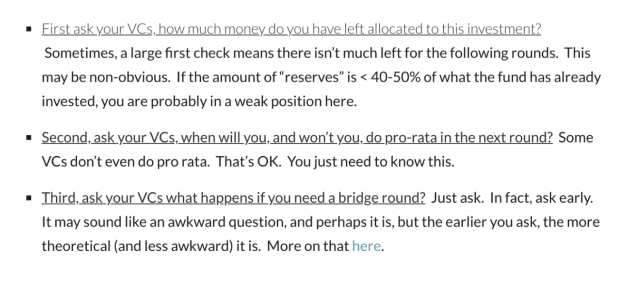 ▪ First ask your VCs, how much money do you have left allocated to this investment?
Sometimes, a large first check means there isn’t much left for the following rounds. This
may be non-obvious. If the amount of “reserves” is < 40-50% of what the fund has already
invested, you are probably in a weak position here.
▪ Second, ask your VCs, when will you, and won’t you, do pro-rata in the next round? Some
VCs don’t even do pro rata. That’s OK. You just need to know this.
▪ Third, ask your VCs what happens if you need a bridge round? Just ask. In fact, ask early.
It may sound like an awkward question, and perhaps it is, but the earlier you ask, the more
theoretical (and less awkward) it is. More on that here.